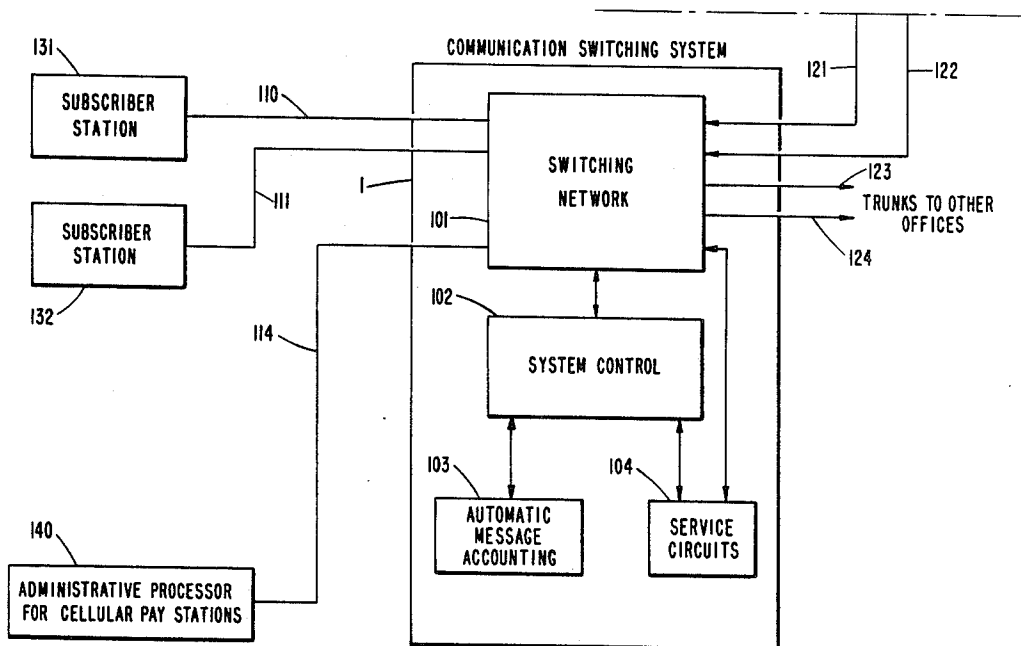 131
COMMUNICATION SWITCHING SYSTEM
121
122
SUBSCRIBER
STATION
110
SWITCHING
NETWORK
1
101
111
123
TRUNKS TO OTHER
OFFICES
124
SUBSCRIBER
STATION
132
102
114
SYSTEM CONTROL
103
104
AUTOMATIC
MESSAGE
ACCOUNTING
SERVICE
CIRCUITS
140
ADMINISTRATIVE PROCESSOR
FOR CELLULAR PAY STATIONS